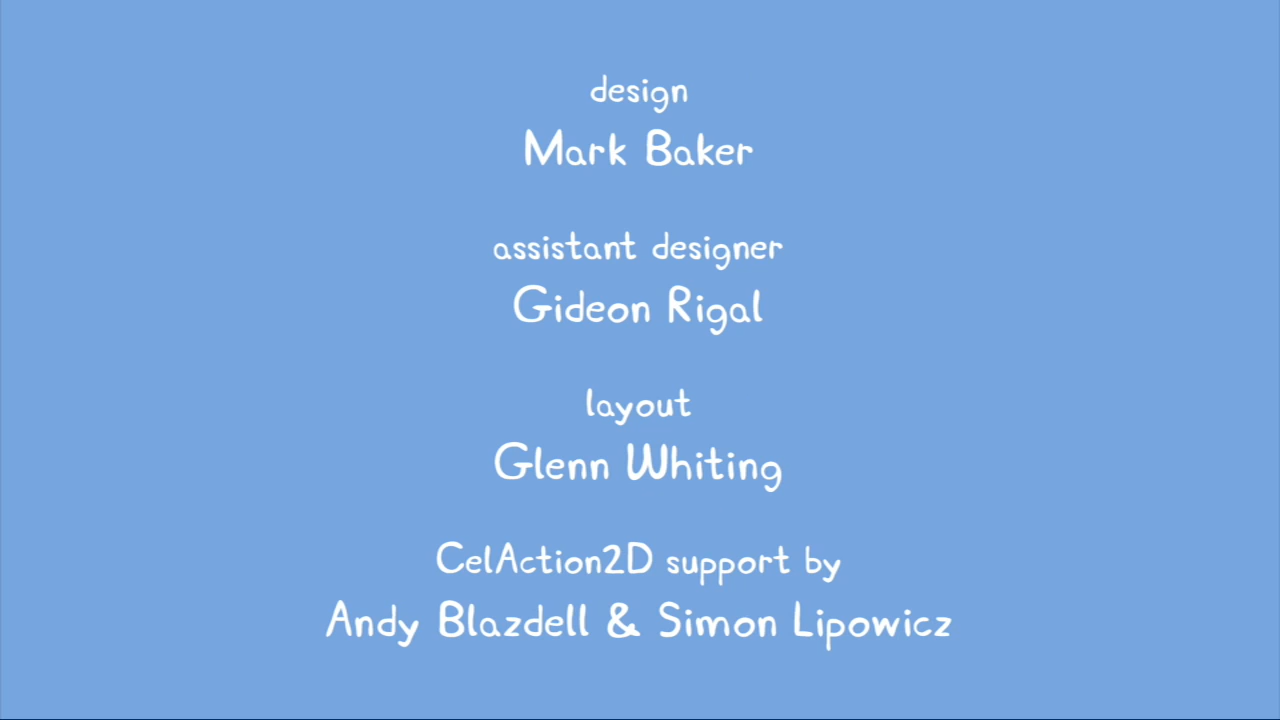 design
Mark Baker
assistant designer
Gideon Rigal
layout
Glenn Whiting
CelAction2D support by
Andy Blazdell & Simon Lipowicz